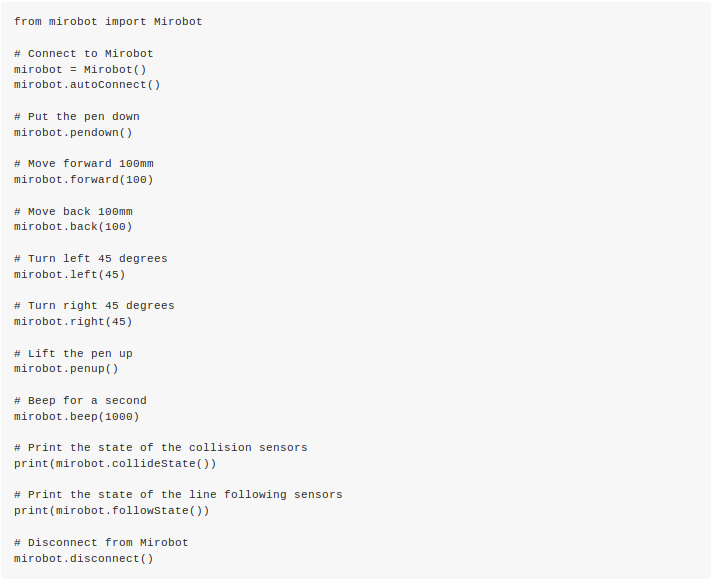 from mirobot import Mirobot
# Connect to Mirobot
mirobot = Mirobot()
mirobot.autoConnect()
# Put the pen down
mirobot.pendown()
# Move forward 100mm
mirobot.forward(100)
# Move back 100mm
mirobot.back(100)
# Turn left 45 degrees
mirobot.left(45)
# Turn right 45 degrees
mirobot.right(45)
# Lift the pen up
mirobot.penup()
# Beep for a second
mirobot.beep(1000)
# Print the state of the collision sensors
print(mirobot.collideState())
# Print the state of the line following sensors
print(mirobot.followState())
# Disconnect from Mirobot
mirobot.disconnect()